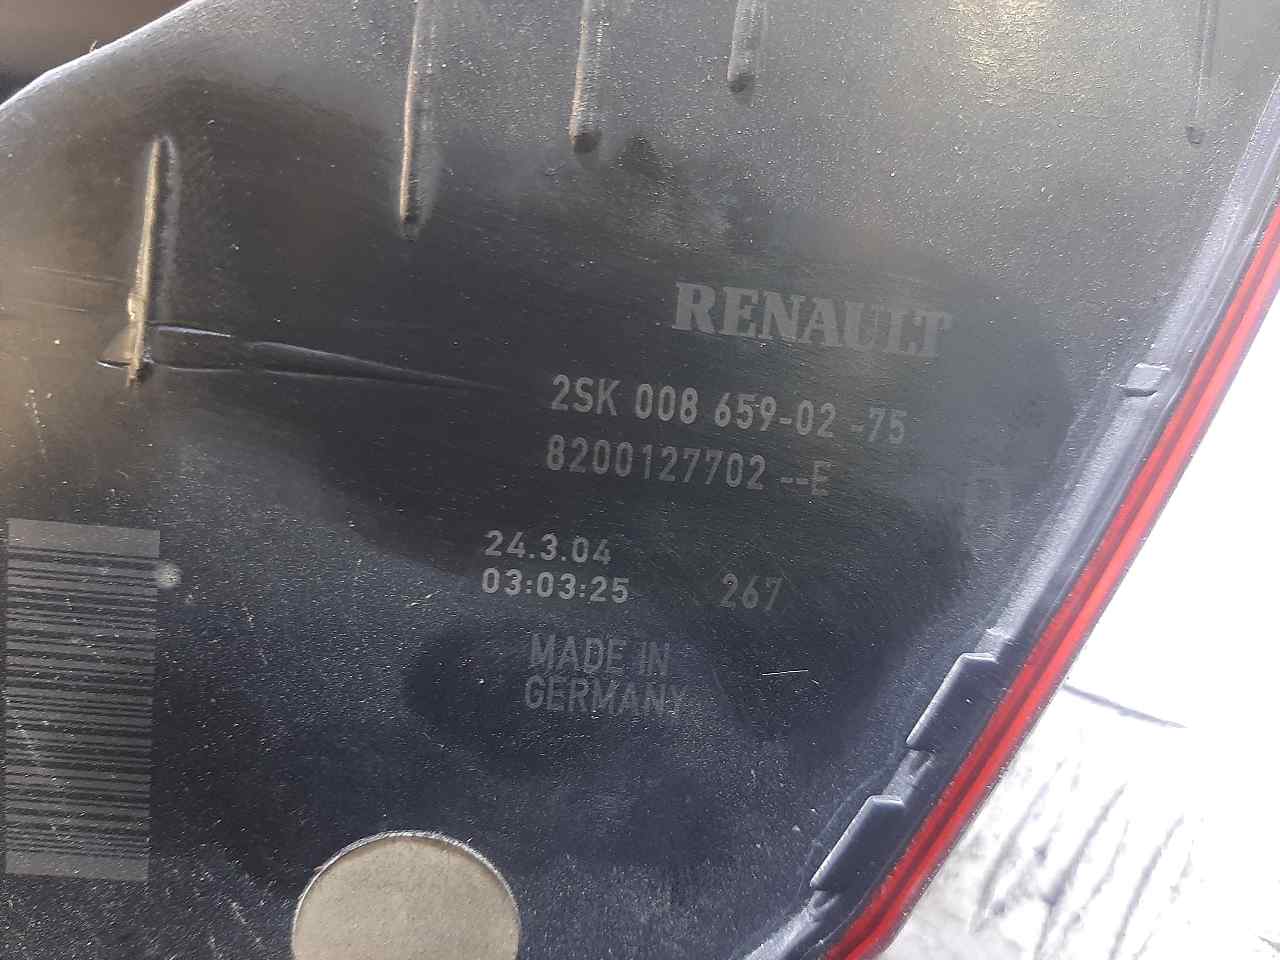 RENAULT
2SK 008 659-02 -75
8200127702 --E
24.3.04
03:03:25 267
MADE IN
GERMANY